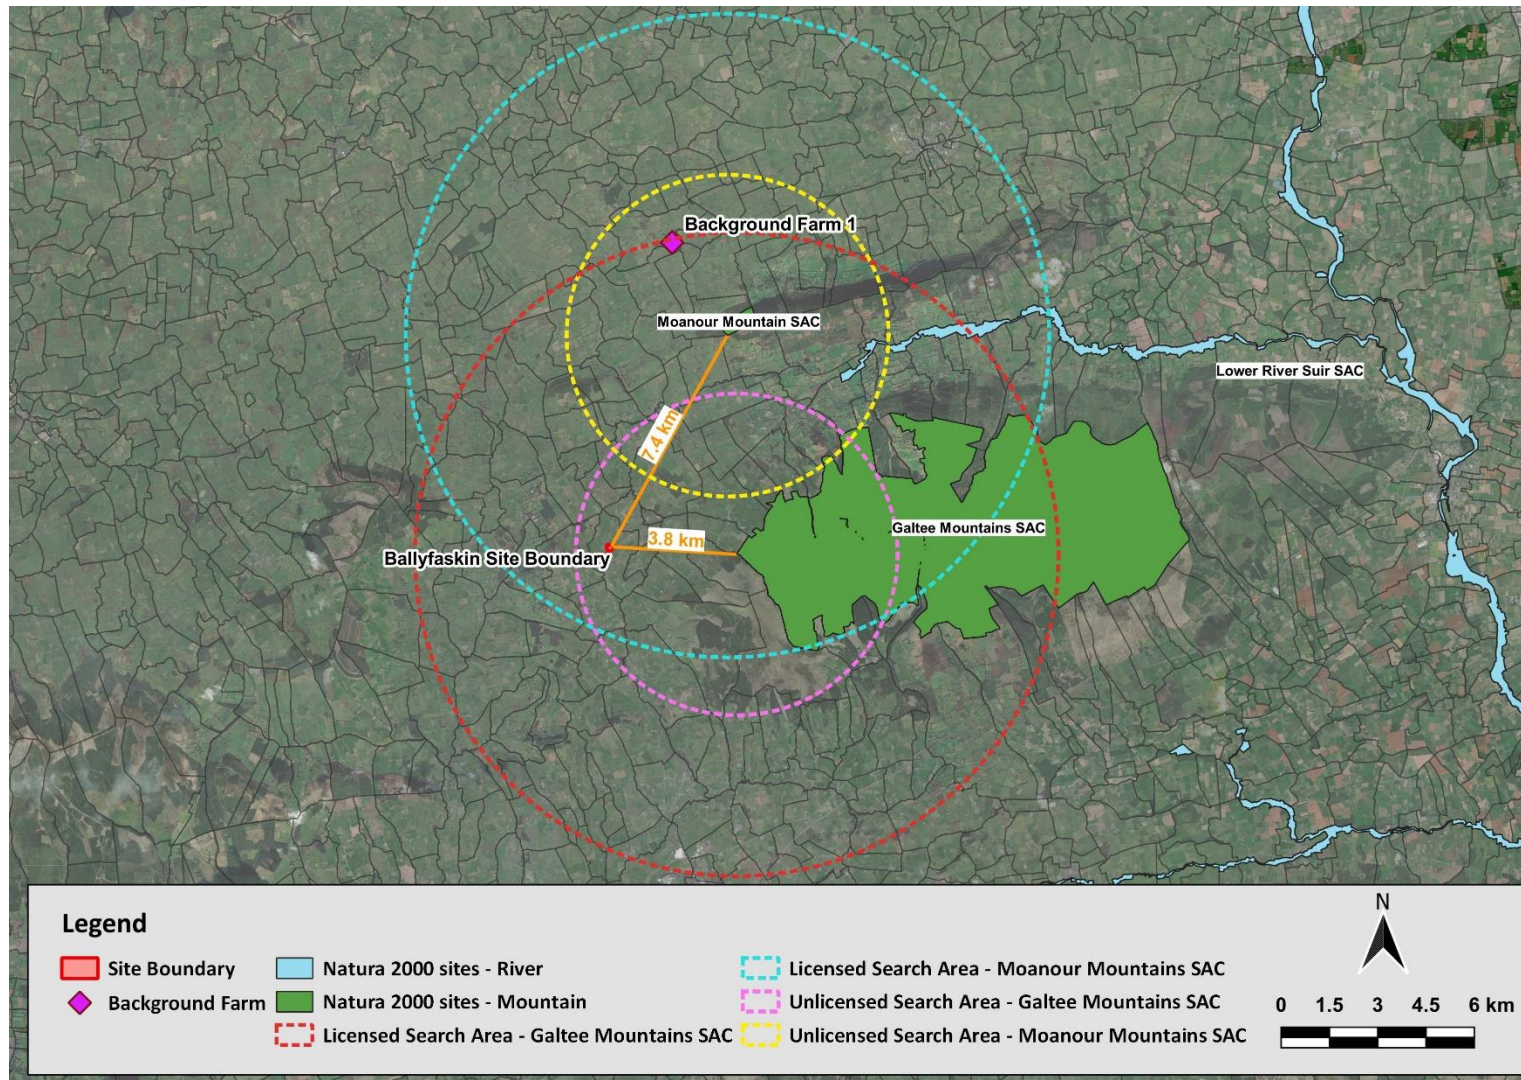 Background Farm 1
Moanour Mountain SAC
Lower River Suir SAC
7.4 km
Galtee Mountains SAC
3.8 km
Ballyfaskin Site Boundary
Legend
Site Boundary
Background Farm
Natura 2000 sites - River
Natura 2000 sites - Mountain
Licensed Search Area - Galtee Mountains SAC
Licensed Search Area - Moanour Mountains SAC
Unlicensed Search Area - Galtee Mountains SAC
Unlicensed Search Area - Moanour Mountains SAC
N
0 1.5 3 4.5 6 km